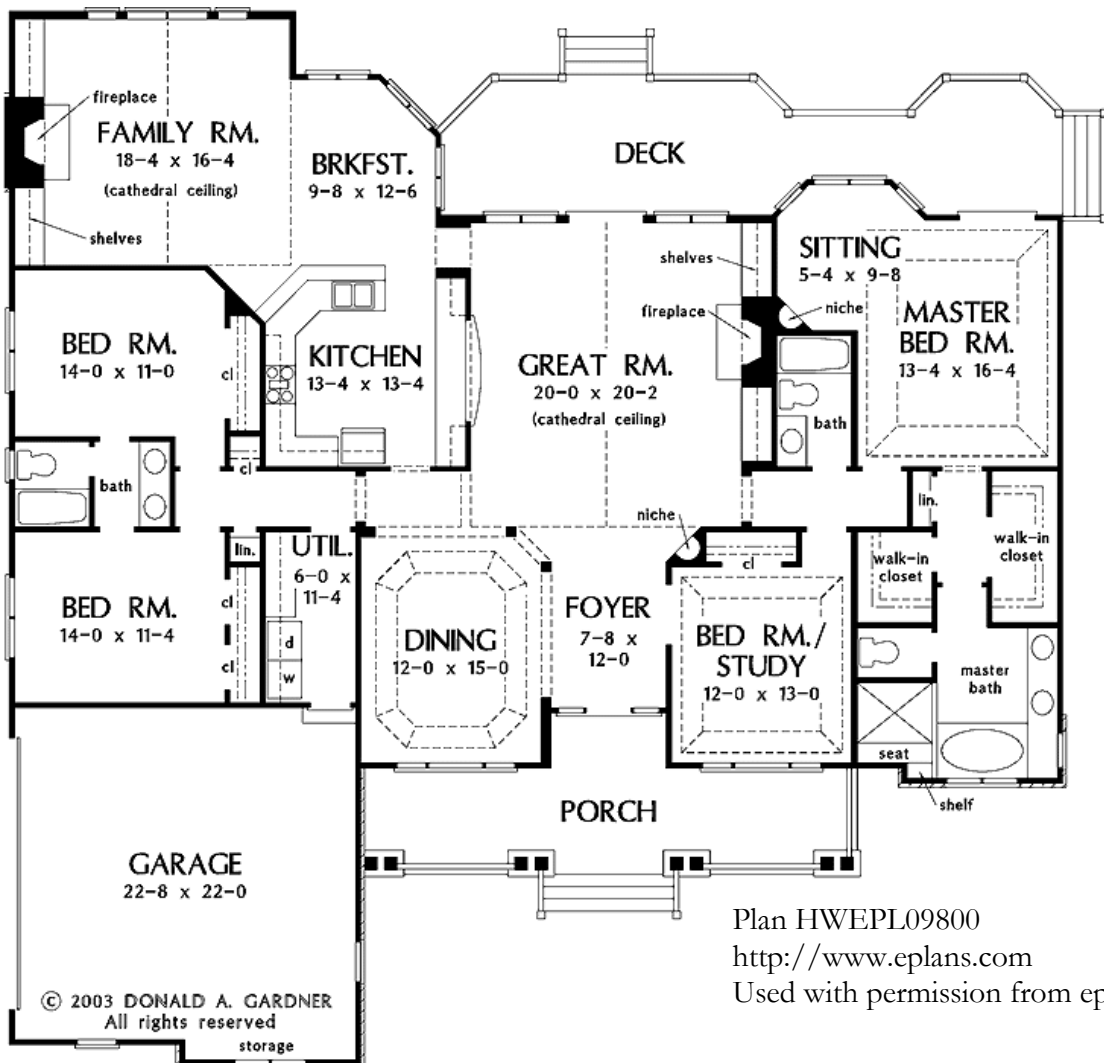 fireplace
FAMILY RM.
18-4 x 16-4
(cathedral ceiling)
shelves
BRKFST.
9-8 x 12-6
DECK
SITTING
5-4 x 9-8
niche
MASTER
BED RM.
13-4 x 16-4
shelves
fireplace
GREAT RM.
20-0 x 20-2
(cathedral ceiling)
KITCHEN
13-4 x 13-4
BED RM.
14-0 x 11-0
cl
cl
bath
bath
lin.
walk-in
closet
walk-in
closet
niche
cl
lin.
UTIL.
6-0 x
11-4
d
w
BED RM.
14-0 x 11-4
cl
cl
DINING
12-0 x 15-0
FOYER
7-8 x
12-0
BED RM./
STUDY
12-0 x 13-0
master
bath
seat
shelf
PORCH
GARAGE
22-8 x 22-0
© 2003 DONALD A. GARDNER
All rights reserved
storage
Plan HWEPL09800
http://www.eplans.com
Used with permission from ep